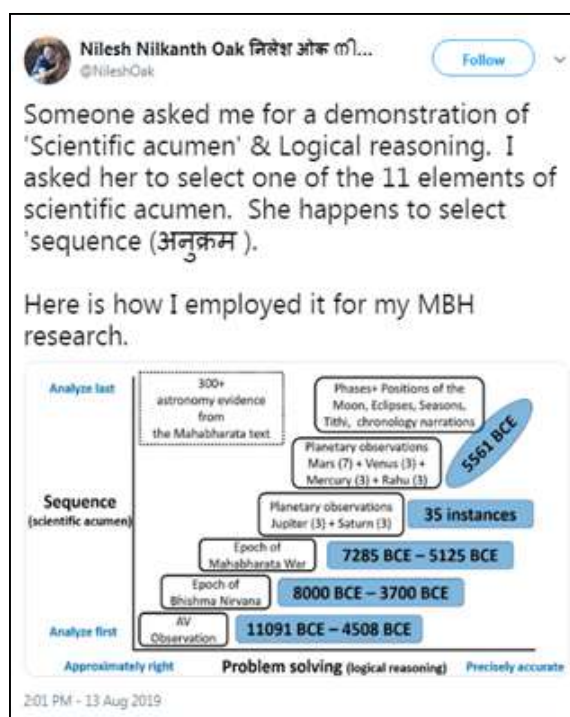 Nilesh Nilkanth Oak निलेश ओक നി...
@NileshOak
Follow
Someone asked me for a demonstration of
'Scientific acumen' & Logical reasoning. I
asked her to select one of the 11 elements of
scientific acumen. She happens to select
'sequence (अनुक्रम ).
Here is how I employed it for my MBH
research.
Analyze last
300+
astronomy evidence
from
the Mahabharata text
Phases+ Positions of the
Moon, Eclipses, Seasons,
Tithi, chronology narrations
5561 BCE
Planetary observations
Mars (7) + Venus (3) +
Mercury (3) + Rahu (3)
Sequence
(scientific acumen)
Planetary observations
Jupiter (3) + Saturn (3)
35 instances
Epoch of
Mahabharata War
7285 BCE – 5125 BCE
Epoch of
Bhishma Nirvana
8000 BCE – 3700 BCE
Analyze first
AV
Observation
11091 BCE – 4508 BCE
Approximately right
Problem solving (logical reasoning)
Precisely accurate
2:01 PM - 13 Aug 2019